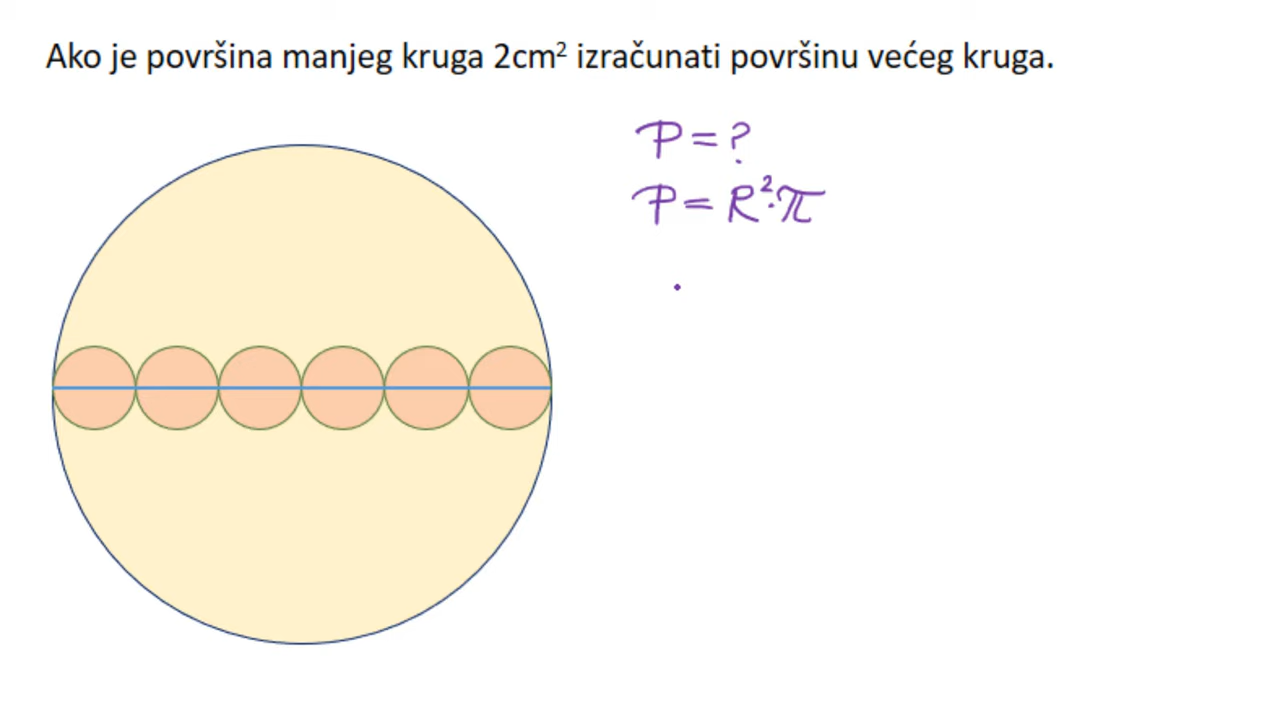 Ako je površina manjeg kruga 2cm² izračunati površinu većeg kruga.
P = ?
P = R²·π